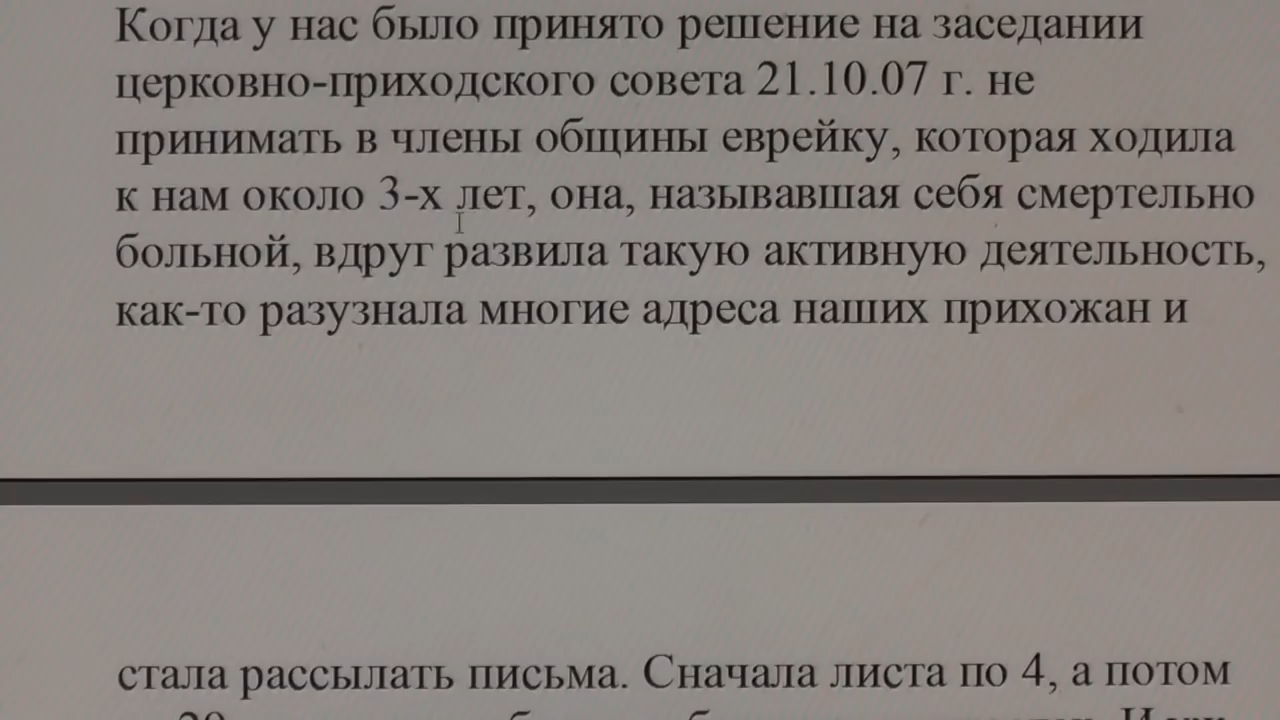 Когда у нас было принято решение на заседании
церковно-приходского совета 21.10.07 г. не
принимать в члены общины еврейку, которая ходила
к нам около 3-х лет, она, называвшая себя смертельно
больной, вдруг развила такую активную деятельность,
как-то разузнала многие адреса наших прихожан и
стала рассылать письма. Сначала листа по 4, а потом